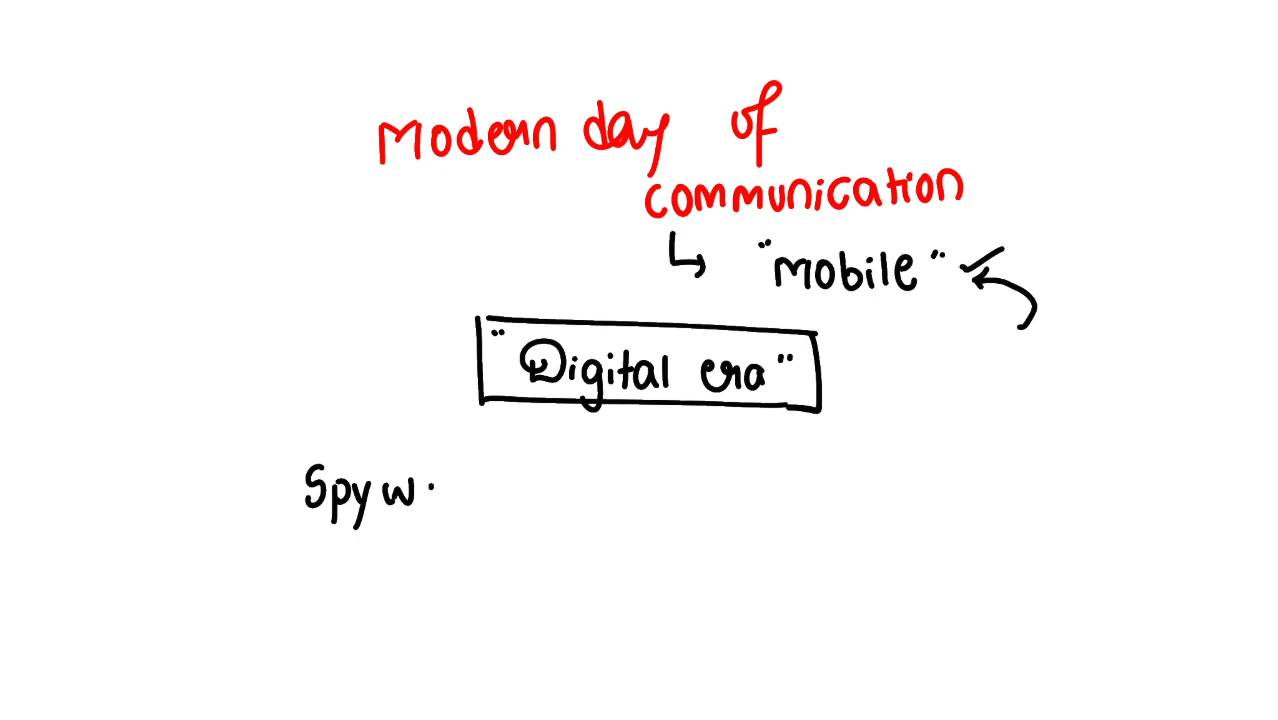 Modern day of
communication
↳ "mobile"
"Digital era"
Spyw